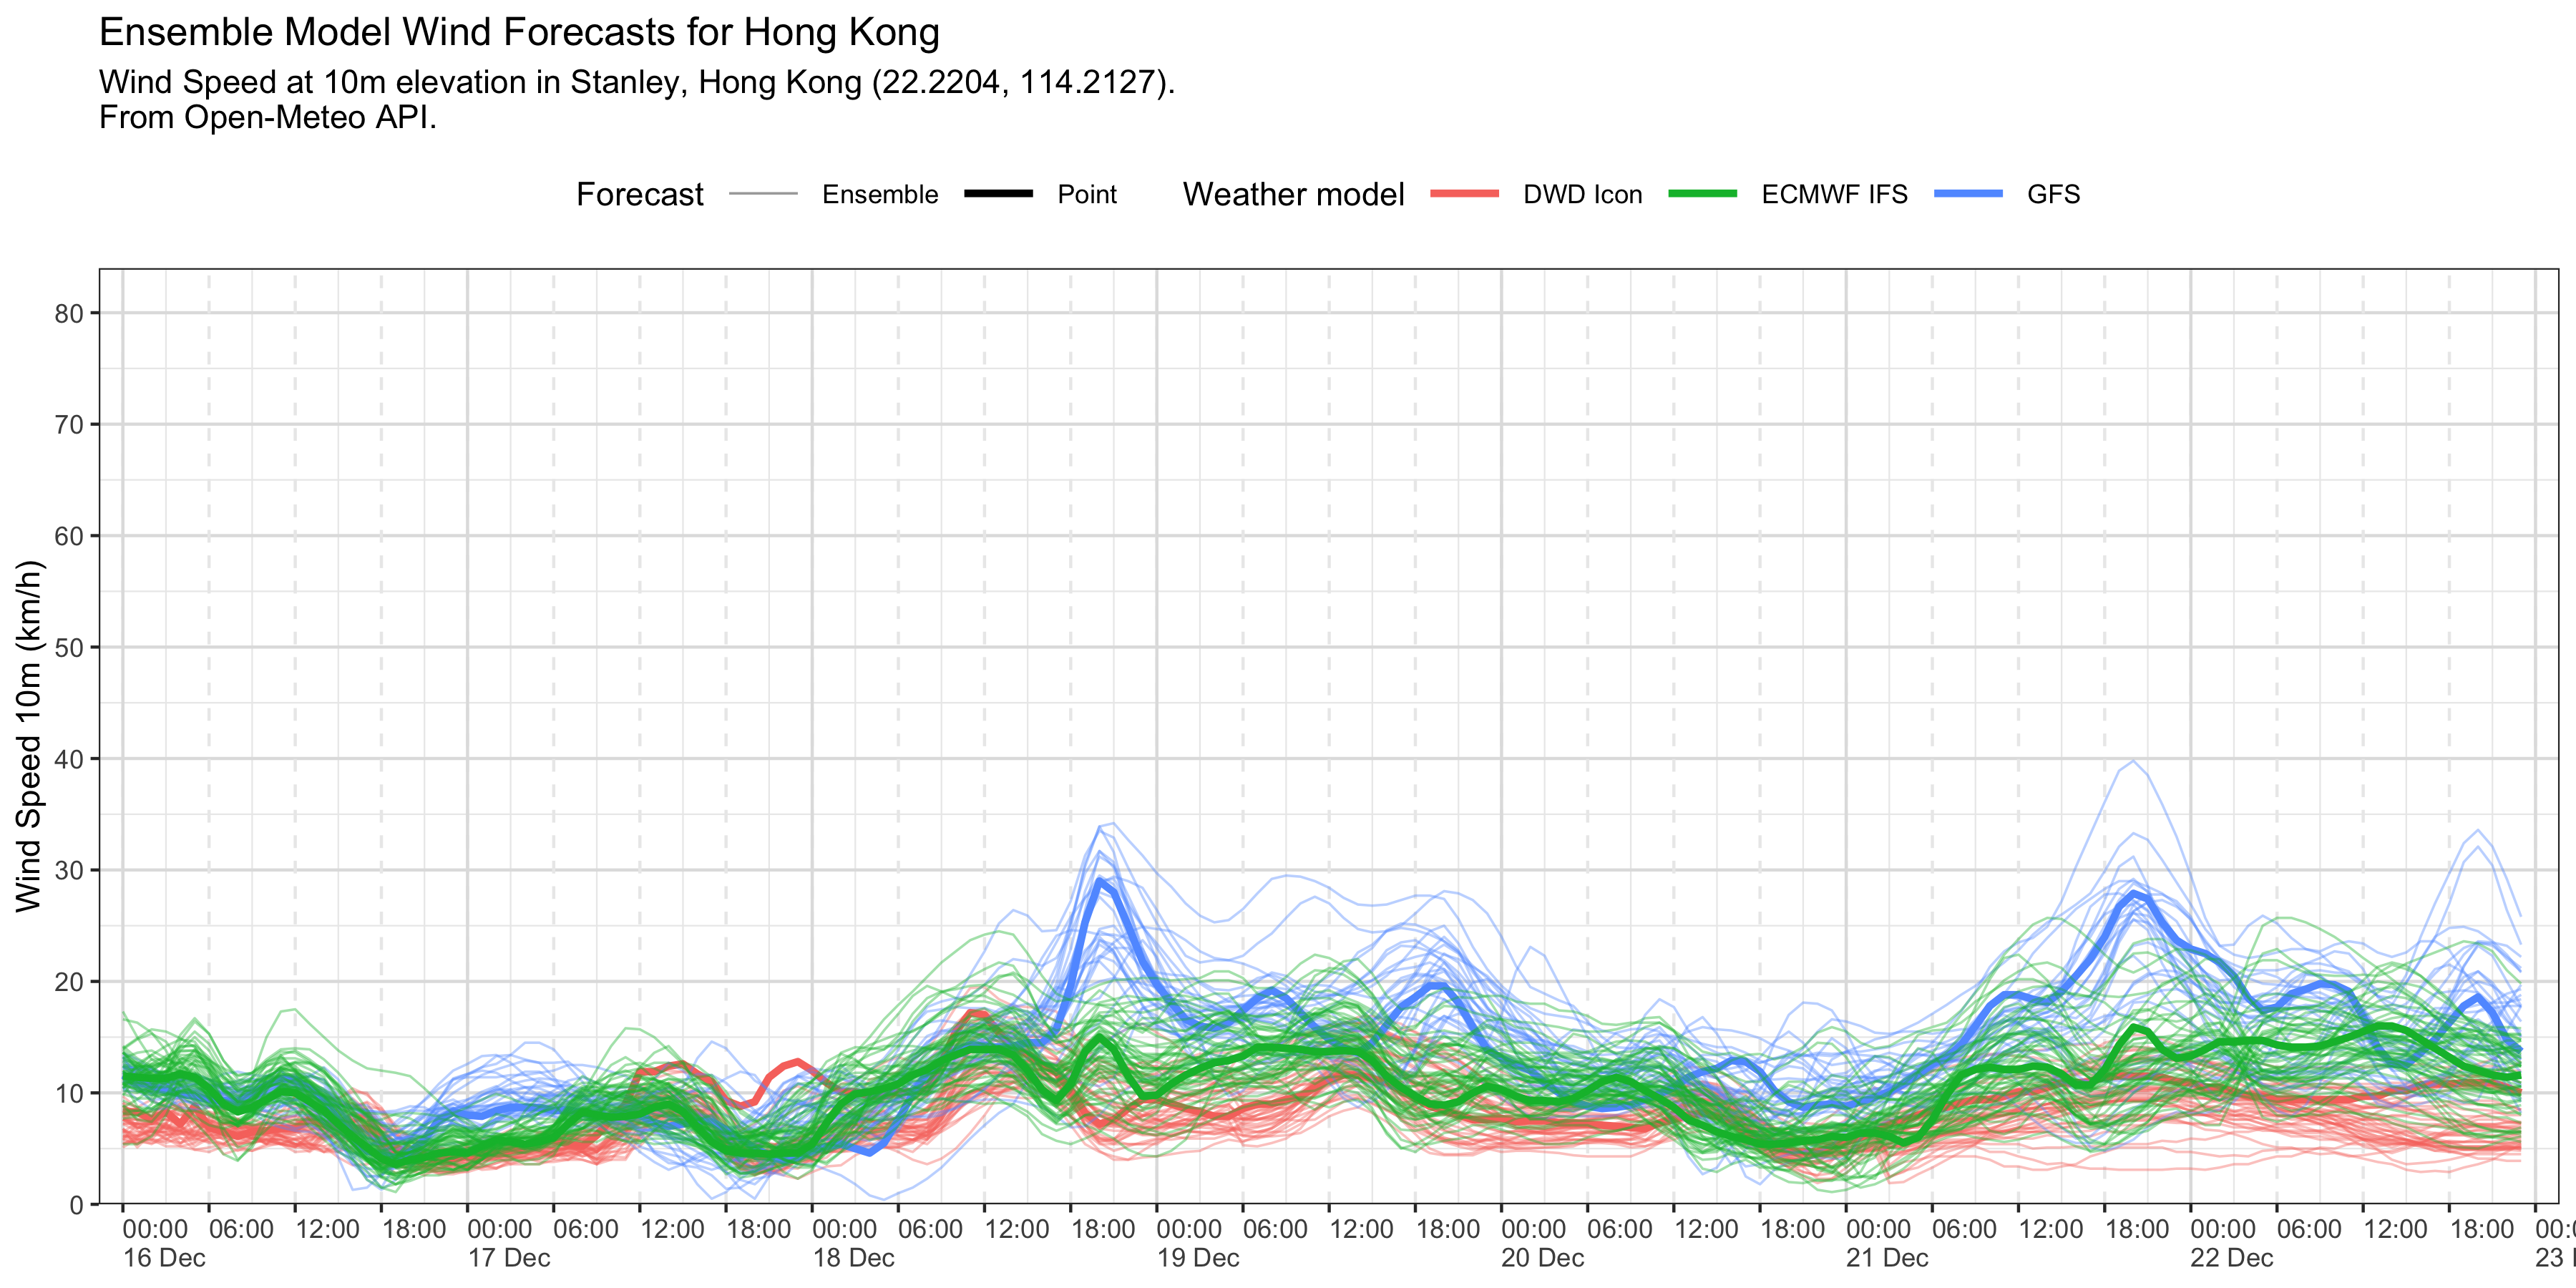 Ensemble Model Wind Forecasts for Hong Kong
Wind Speed at 10m elevation in Stanley, Hong Kong (22.2204, 114.2127).
From Open-Meteo API.
Forecast Ensemble Point Weather model DWD Icon ECMWF IFS GFS
Wind Speed 10m (km/h)
80
70
60
50
40
30
20
10
0
00:00 06:00 12:00 18:00 00:00 06:00 12:00 18:00 00:00 06:00 12:00 18:00 00:00 06:00 12:00 18:00 00:00 06:00 12:00 18:00 00:00 06:00 12:00 18:00 00:00 06:00 12:00 18:00
16 Dec 17 Dec 18 Dec 19 Dec 20 Dec 21 Dec 22 Dec 23